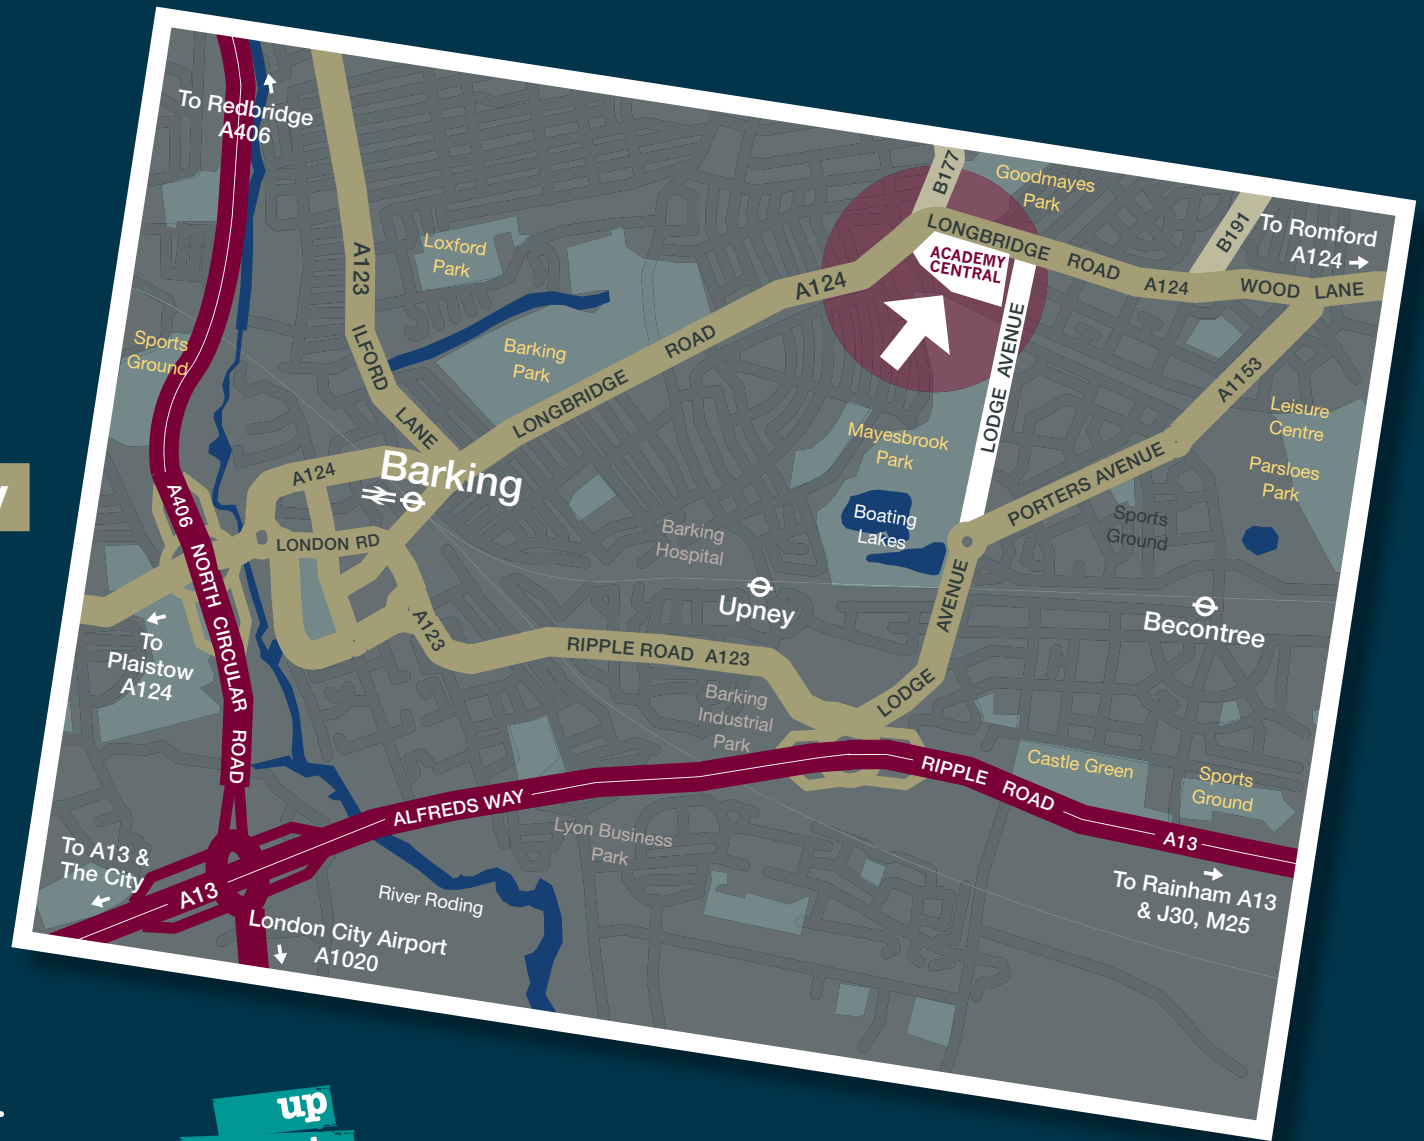 To Redbridge
A406
B177
Goodmayes
Park
B191
To Romford
A124
A123
Loxford
Park
LONGBRIDGE ROAD A124
WOOD LANE
ACADEMY
CENTRAL
A124
Sports
Ground
ILFORD LANE
Barking
Park
LONGBRIDGE ROAD
LODGE AVENUE
A1153
Leisure
Centre
Mayesbrook
Park
Parsloes
Park
A124
Barking
PORTERS AVENUE
A406
Boating
Lakes
Sports
Ground
LONDON RD
Barking
Hospital
NORTH CIRCULAR ROAD
Upney
LODGE AVENUE
Becontree
A123
To
Plaistow
A124
RIPPLE ROAD A123
Barking
Industrial
Park
Castle Green
Sports
Ground
RIPPLE ROAD
ALFREDS WAY
A13
Lyon Business
Park
To A13 &
The City
A13
River Roding
To Rainham A13
& J30, M25
London City Airport
A1020
up